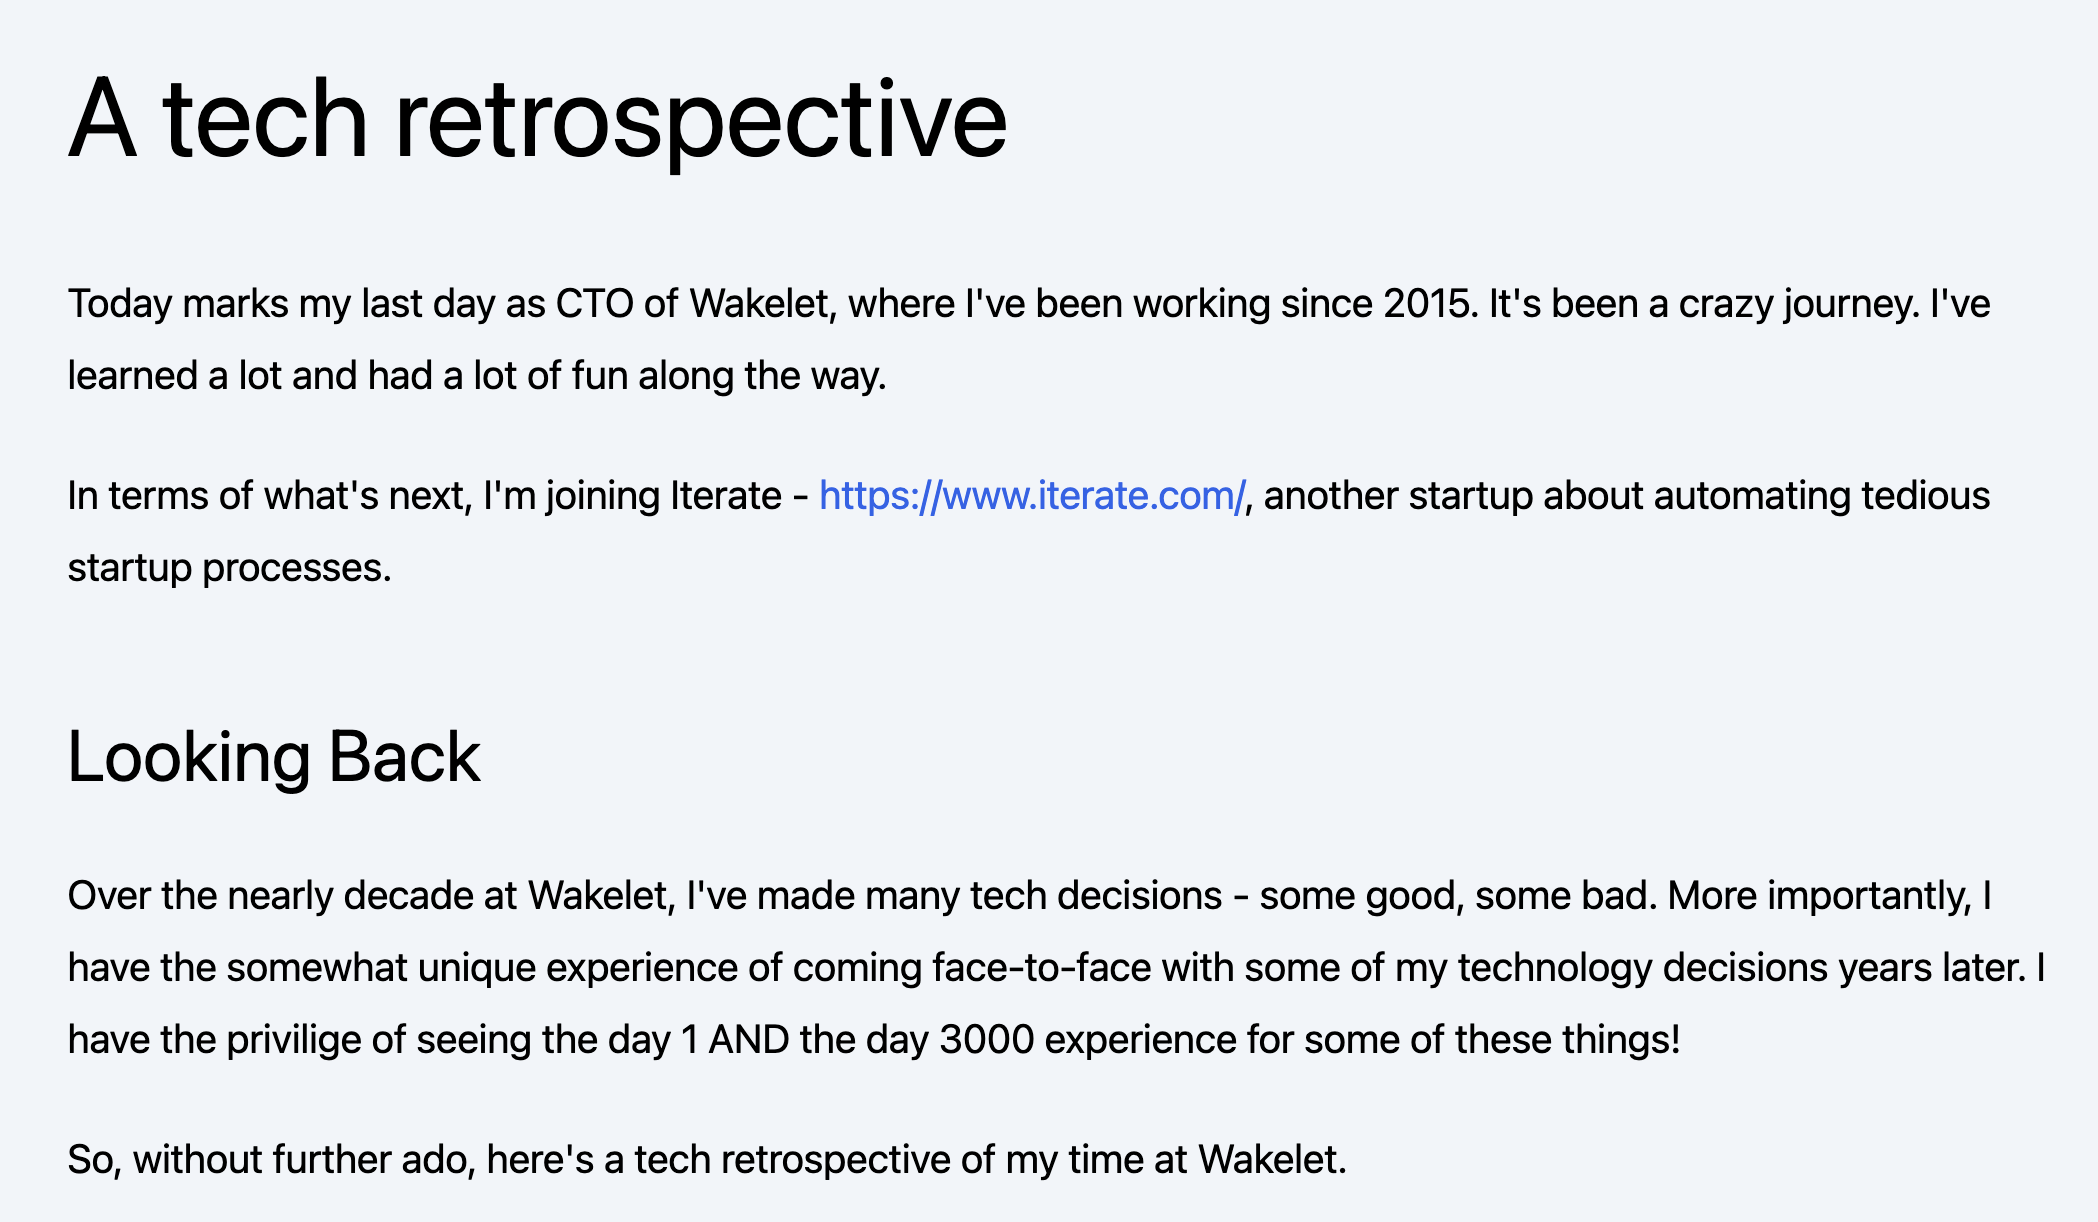 A tech retrospective
Today marks my last day as CTO of Wakelet, where I've been working since 2015. It's been a crazy journey. I've
learned a lot and had a lot of fun along the way.
In terms of what's next, I'm joining Iterate - https://www.iterate.com/, another startup about automating tedious
startup processes.
Looking Back
Over the nearly decade at Wakelet, I've made many tech decisions - some good, some bad. More importantly, I
have the somewhat unique experience of coming face-to-face with some of my technology decisions years later. I
have the privilige of seeing the day 1 AND the day 3000 experience for some of these things!
So, without further ado, here's a tech retrospective of my time at Wakelet.